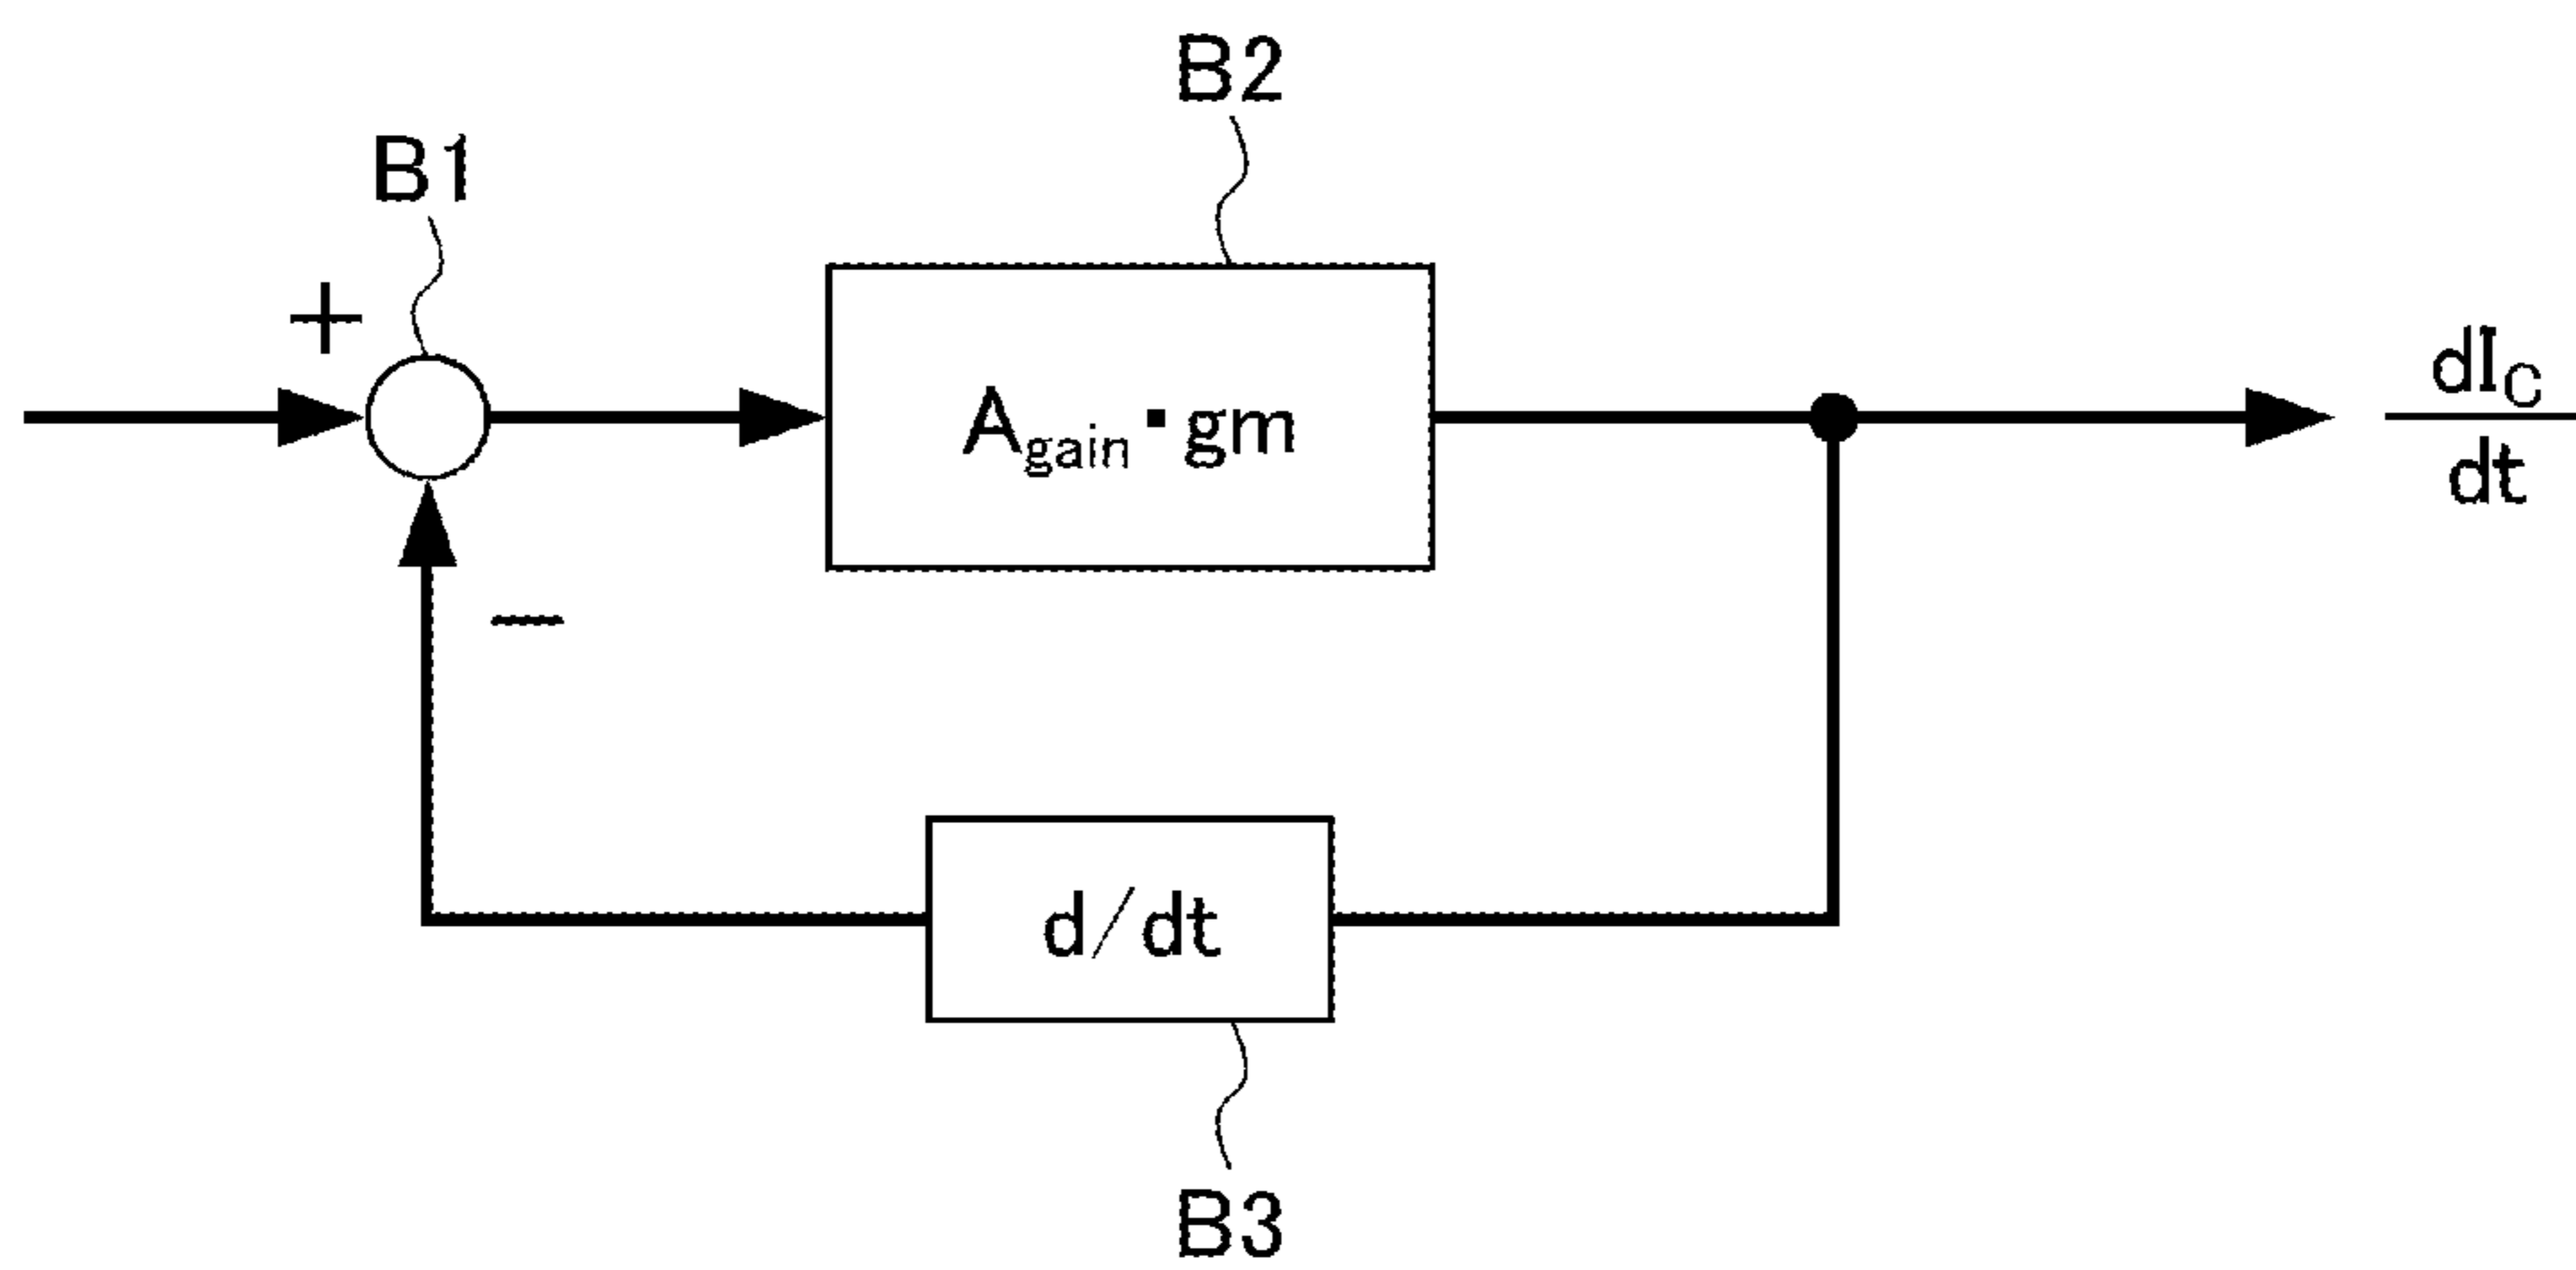 B2
B1
+
A_gain・gm
dI_C
dt
−
d/dt
B3